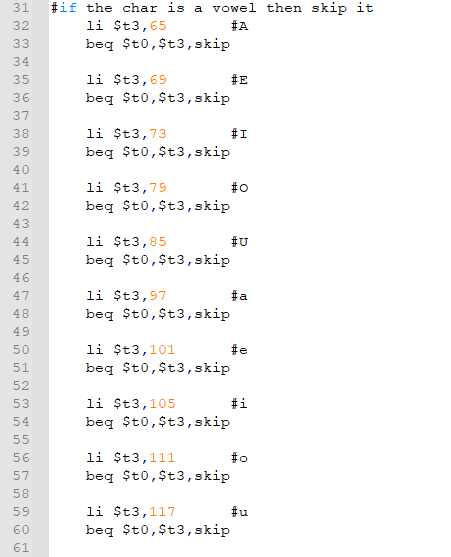 31 #if the char is a vowel then skip it
32 li $t3,65 #A
33 beq $t0,$t3,skip
34
35 li $t3,69 #E
36 beq $t0,$t3,skip
37
38 li $t3,73 #I
39 beq $t0,$t3,skip
40
41 li $t3,79 #O
42 beq $t0,$t3,skip
43
44 li $t3,85 #U
45 beq $t0,$t3,skip
46
47 li $t3,97 #a
48 beq $t0,$t3,skip
49
50 li $t3,101 #e
51 beq $t0,$t3,skip
52
53 li $t3,105 #i
54 beq $t0,$t3,skip
55
56 li $t3,111 #o
57 beq $t0,$t3,skip
58
59 li $t3,117 #u
60 beq $t0,$t3,skip
61